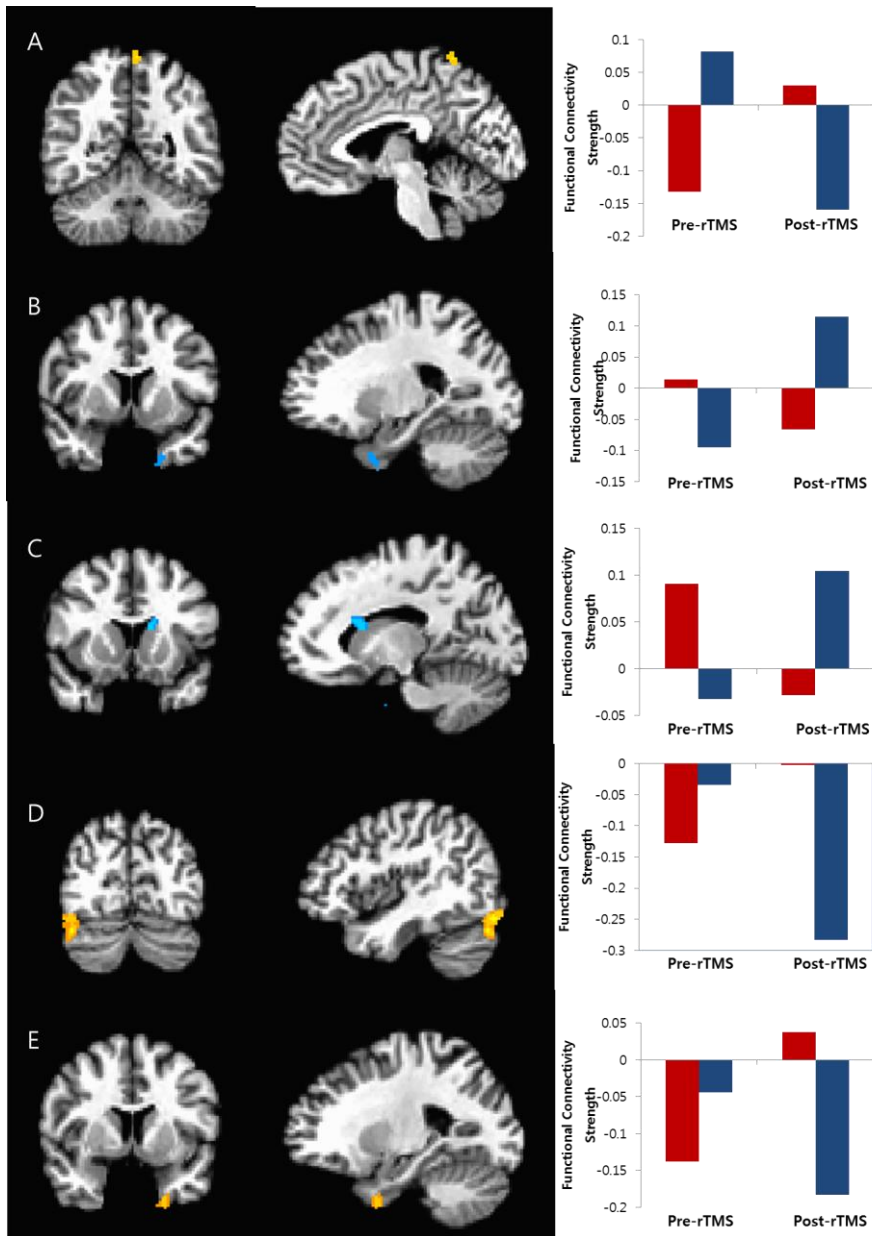 A
Functional Connectivity
Strength
0.1
0.05
0
-0.05
-0.1
-0.15
-0.2
Pre-rTMS
Post-rTMS
B
Functional Connectivity
Strength
0.15
0.1
0.05
0
-0.05
-0.1
-0.15
Pre-rTMS
Post-rTMS
C
Functional Connectivity
Strength
0.15
0.1
0.05
0
-0.05
Pre-rTMS
Post-rTMS
D
Functional Connectivity
Strength
0
-0.05
-0.1
-0.15
-0.2
-0.25
-0.3
Pre-rTMS
Post-rTMS
E
Functional Connectivity
Strength
0.05
0
-0.05
-0.1
-0.15
-0.2
Pre-rTMS
Post-rTMS